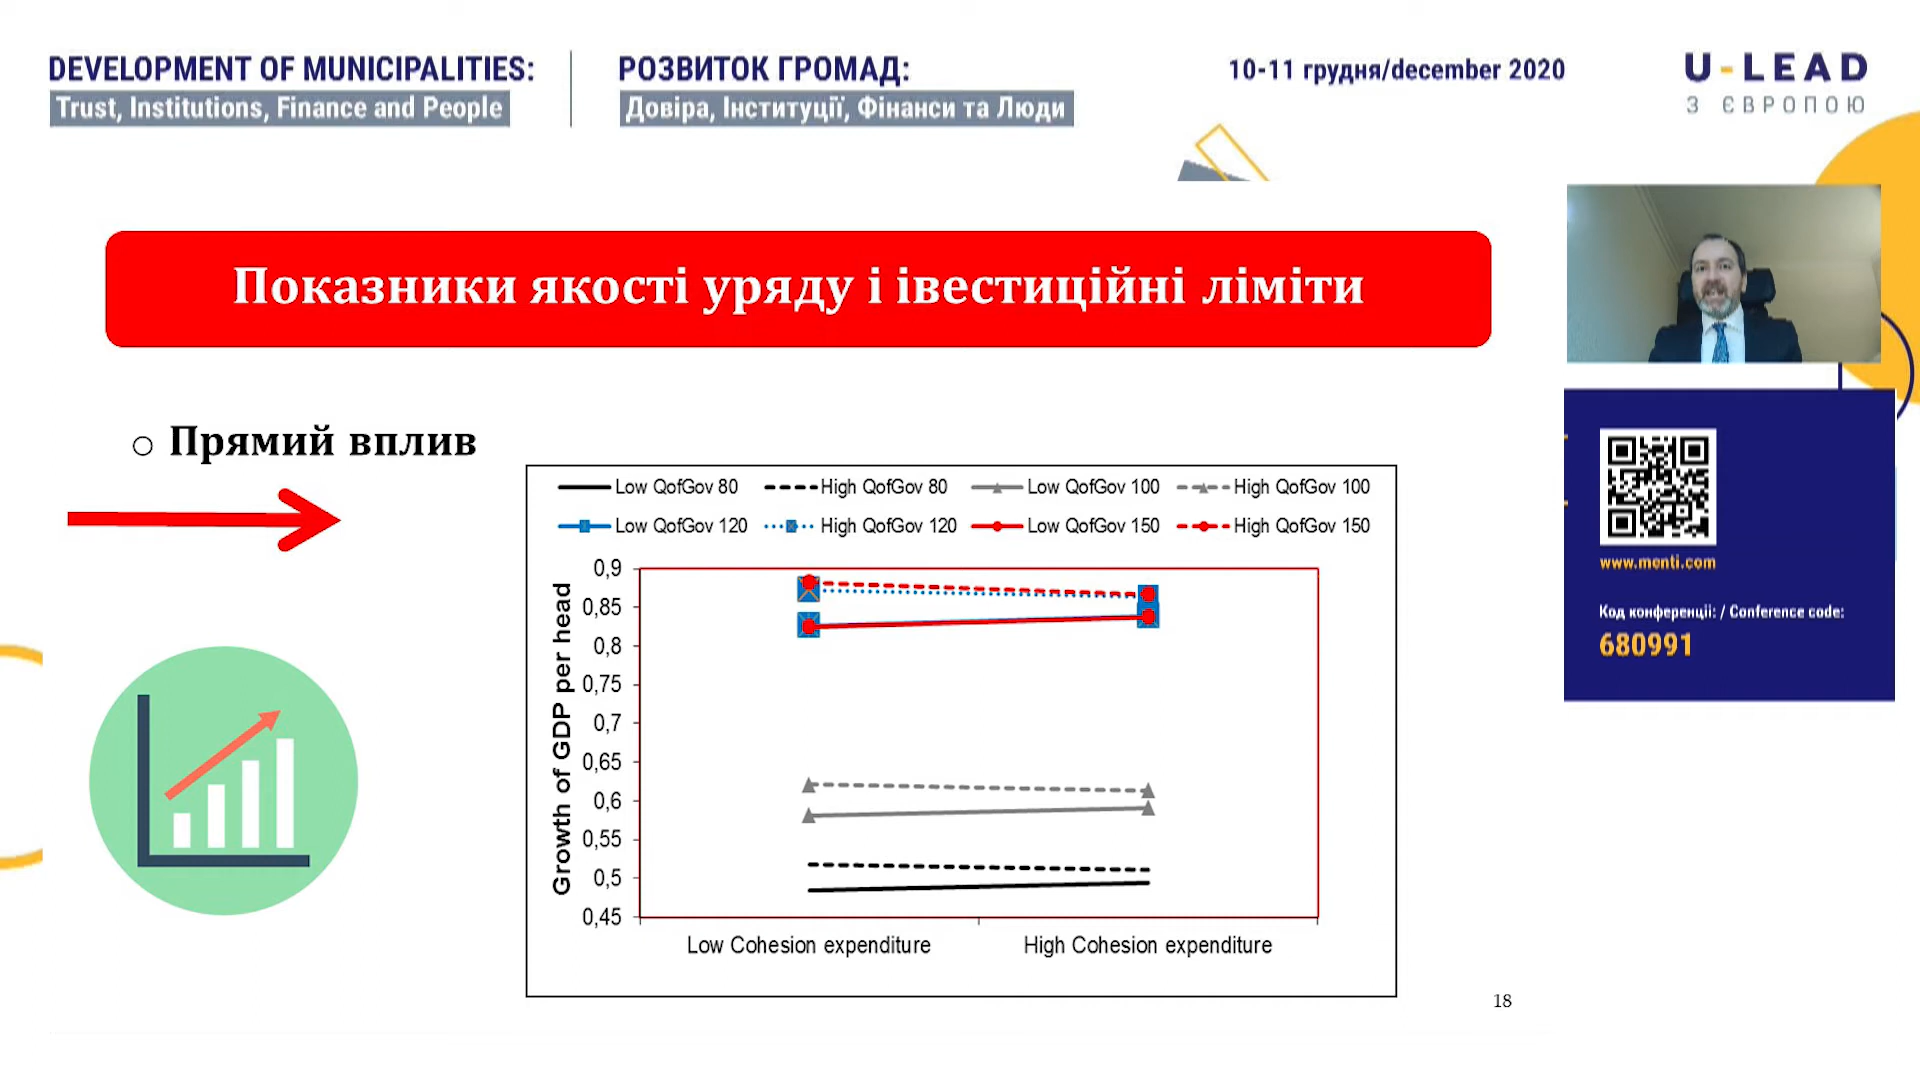 DEVELOPMENT OF MUNICIPALITIES:
Trust, Institutions, Finance and People
РОЗВИТОК ГРОМАД:
Довіра, Інституції, Фінанси та Люди
10-11 грудня/december 2020
U-LEAD
З ЄВРОПОЮ
Показники якості уряду і івестиційні ліміти
Прямий вплив
Low QofGov 80 High QofGov 80 Low QofGov 100 High QofGov 100
Low QofGov 120 High QofGov 120 Low QofGov 150 High QofGov 150
Growth of GDP per head
0,9
0,85
0,8
0,75
0,7
0,65
0,6
0,55
0,5
0,45
Low Cohesion expenditure High Cohesion expenditure
18
www.menti.com
Код конференції: / Conference code:
680991